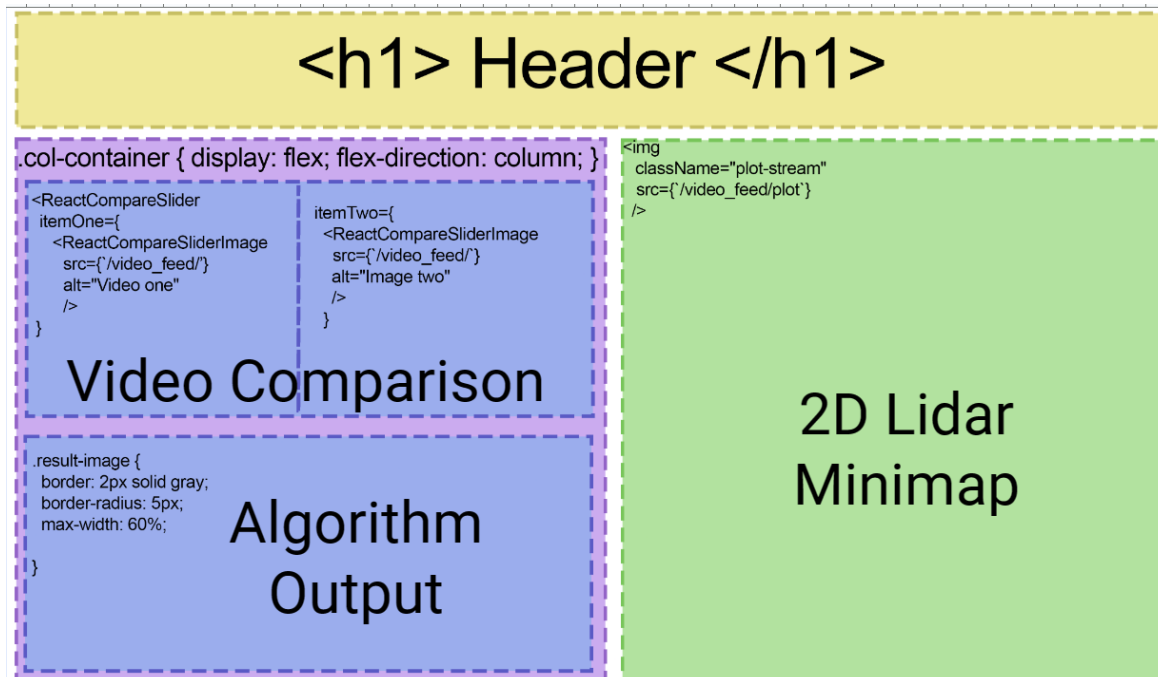 <h1> Header </h1>
.col-container { display: flex; flex-direction: column; }
<ReactCompareSlider
itemOne={
<ReactCompareSliderImage
src={`/video_feed/'}
alt="Video one"
/>
}
itemTwo={
<ReactCompareSliderImage
src={`/video_feed/`}
alt="Image two"
/>
}
Video Comparison
.result-image {
border: 2px solid gray;
border-radius: 5px;
max-width: 60%;
}
Algorithm
Output
<img
className="plot-stream"
src={`/video_feed/plot`}
/>
2D Lidar
Minimap